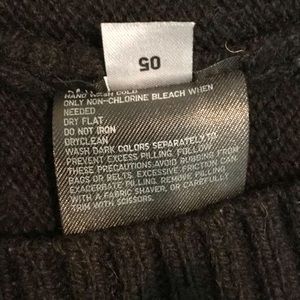 05
HAND WASH COLD
ONLY NON-CHLORINE BLEACH WHEN
NEEDED
DRY FLAT
DO NOT IRON
DRYCLEAN
WASH DARK COLORS SEPARATELY TO
PREVENT EXCESS PILLING. FOLLOW
THESE PRECAUTIONS:AVOID RUBBING FROM
BAGS OR BELTS. EXCESSIVE FRICTION CAN
EXACERBATE PILLING. REMOVE PILLING
WITH A FABRIC SHAVER, OR CAREFULLY
TRIM WITH SCISSORS.